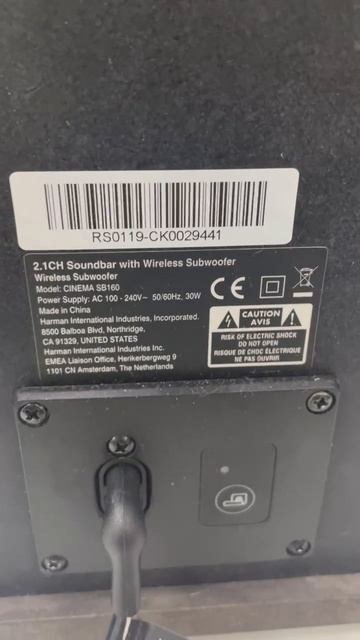 RS0119-CK0029441
2.1CH Soundbar with Wireless Subwoofer
Wireless Subwoofer
Model: CINEMA SB160
Power Supply: AC 100 - 240V~ 50/60Hz, 30W
Made in China
Harman International Industries, Incorporated.
8500 Balboa Blvd, Northridge,
CA 91329, UNITED STATES
Harman International Industries Inc.
EMEA Liaison Office, Herikerbergweg 9
1101 CN Amsterdam, The Netherlands
CE
CAUTION
AVIS
RISK OF ELECTRIC SHOCK
DO NOT OPEN
RISQUE DE CHOC ELECTRIQUE
NE PAS OUVRIR